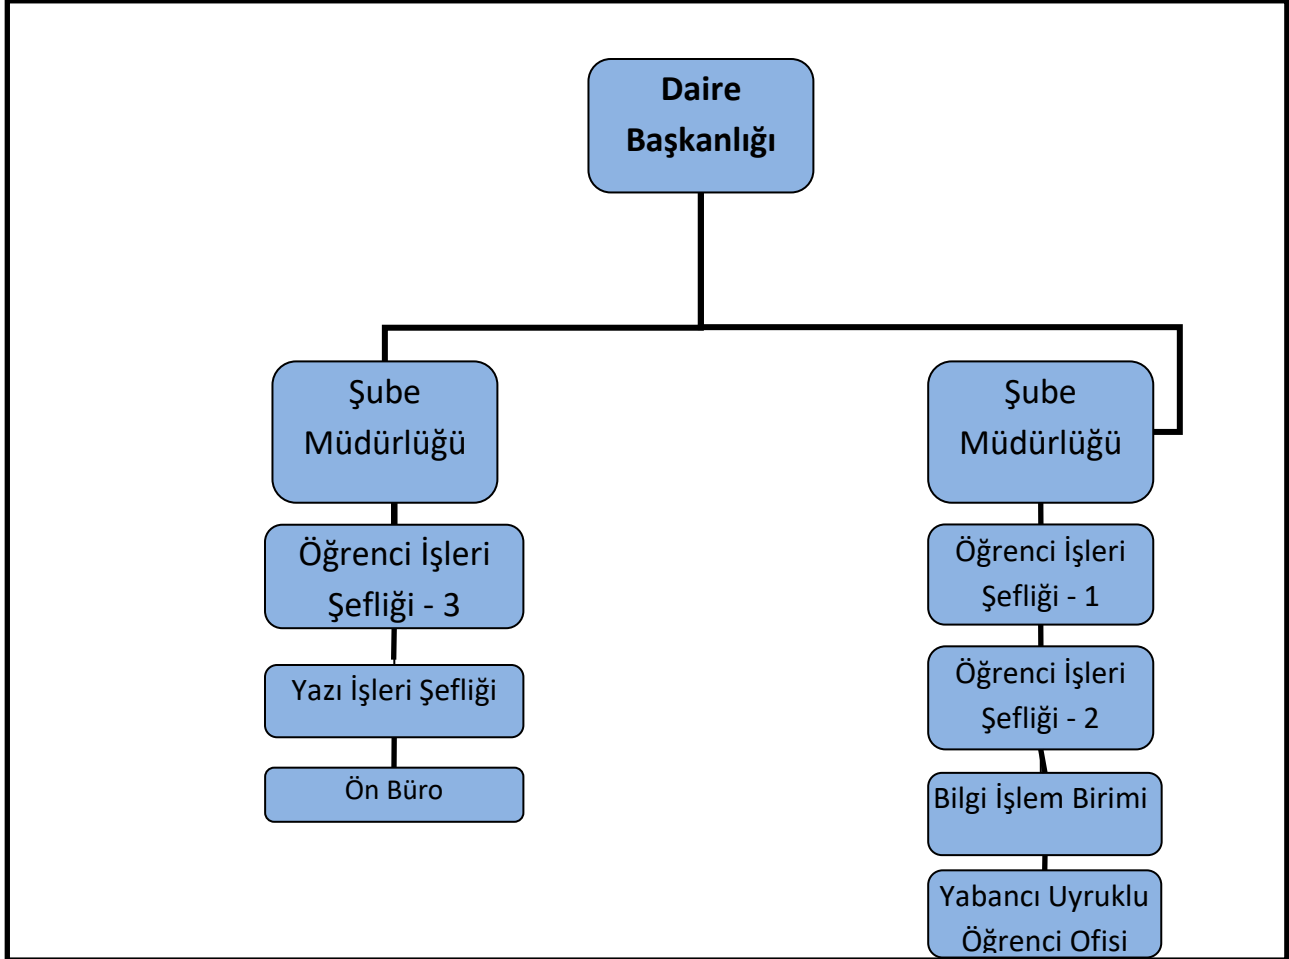 Daire
Başkanlığı
Şube
Müdürlüğü
Öğrenci İşleri
Şefliği - 3
Yazı İşleri Şefliği
Ön Büro
Şube
Müdürlüğü
Öğrenci İşleri
Şefliği - 1
Öğrenci İşleri
Şefliği - 2
Bilgi İşlem Birimi
Yabancı Uyruklu
Öğrenci Ofisi